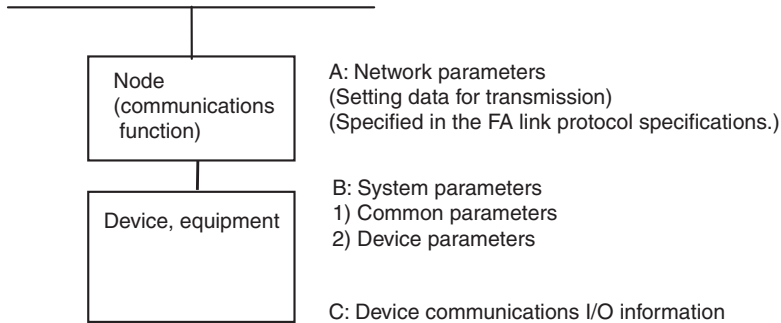 Node
(communications
function)
A: Network parameters
(Setting data for transmission)
(Specified in the FA link protocol specifications.)
Device, equipment
B: System parameters
1) Common parameters
2) Device parameters
C: Device communications I/O information